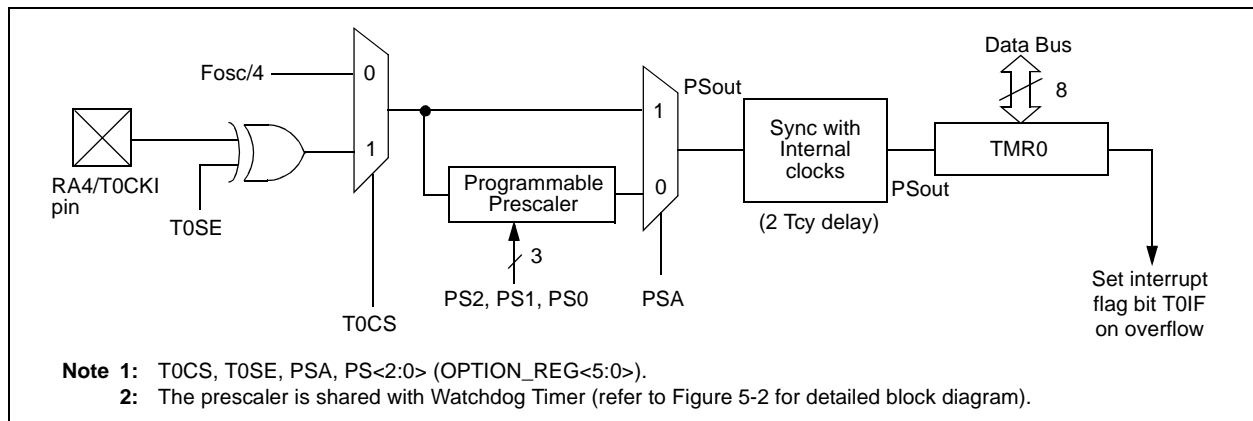 Data Bus
Fosc/4
0
PSout
8
1
1
Sync with
Internal
clocks
TMR0
RA4/T0CKI
pin
Programmable
Prescaler
0
PSout
T0SE
(2 Tcy delay)
3
PS2, PS1, PS0
PSA
Set interrupt
flag bit T0IF
on overflow
T0CS
Note 1: T0CS, T0SE, PSA, PS<2:0> (OPTION_REG<5:0>).
2: The prescaler is shared with Watchdog Timer (refer to Figure 5-2 for detailed block diagram).